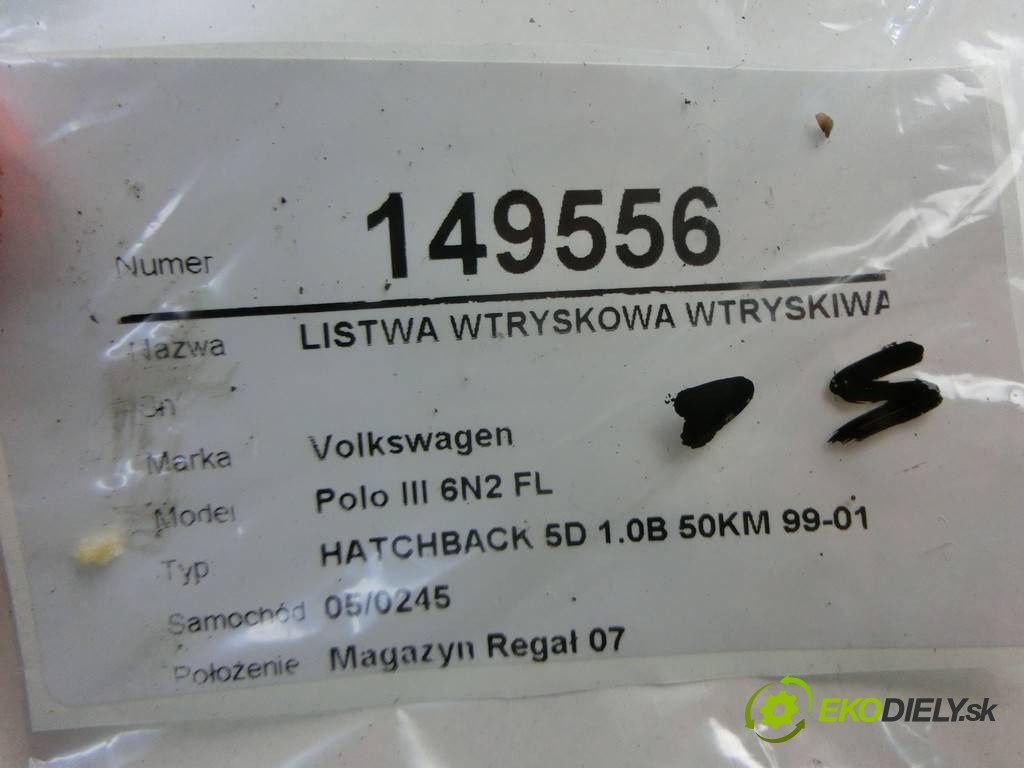 Numer 149556
Nazwa LISTWA WTRYSKOWA WTRYSKIWA
Sn
Marka Volkswagen
Model Polo III 6N2 FL
Typ HATCHBACK 5D 1.0B 50KM 99-01
Samochód 05/0245
Położenie Magazyn Regał 07
EKODIELY.sk